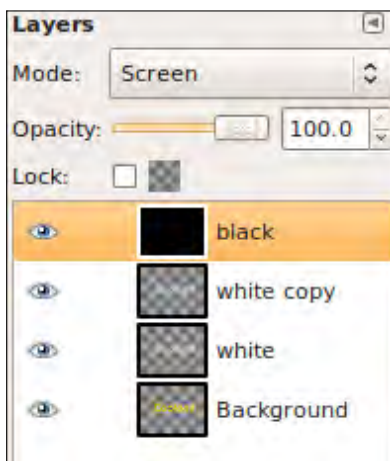 Layers
Mode: Screen
Opacity: 100.0
Lock:
black
white copy
white
Background